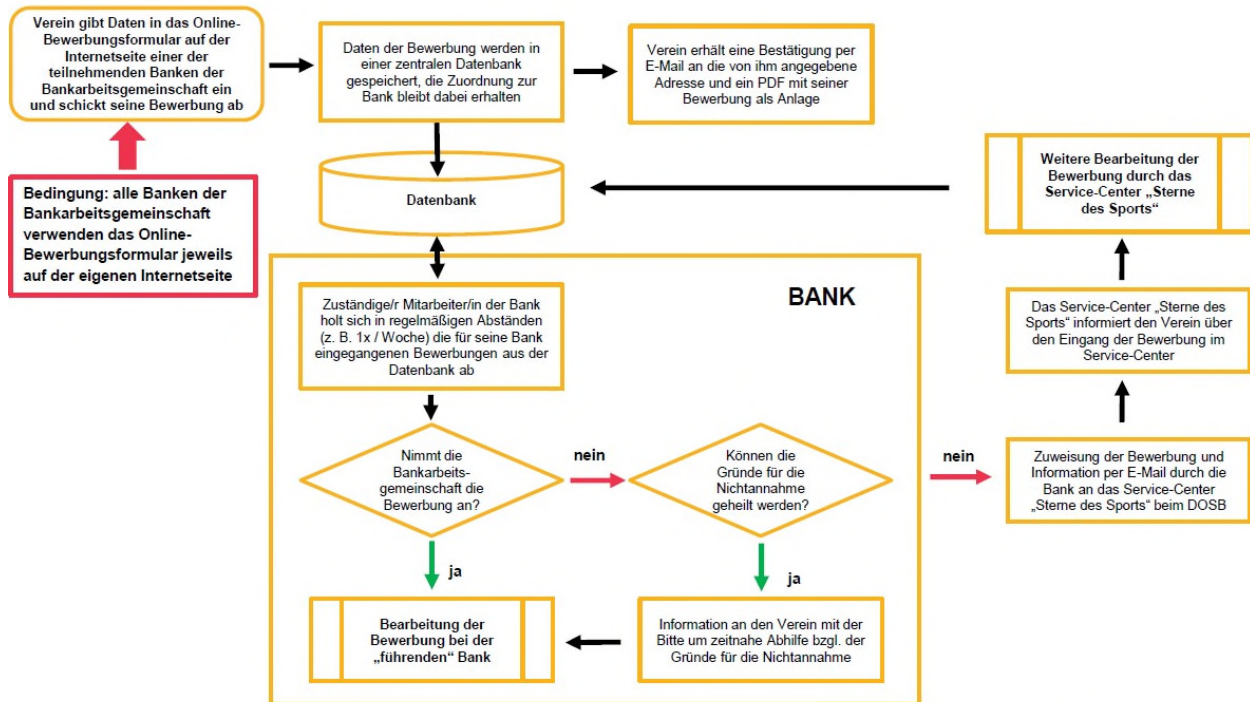 Verein gibt Daten in das Online-
Bewerbungsformular auf der
Internetseite einer der
teilnehmenden Banken der
Bankarbeitsgemeinschaft ein
und schickt seine Bewerbung ab
Daten der Bewerbung werden in
einer zentralen Datenbank
gespeichert, die Zuordnung zur
Bank bleibt dabei erhalten
Verein erhält eine Bestätigung per
E-Mail an die von ihm angegebene
Adresse und ein PDF mit seiner
Bewerbung als Anlage
Bedingung: alle Banken der
Bankarbeitsgemeinschaft
verwenden das Online-
Bewerbungsformular jeweils
auf der eigenen Internetseite
Datenbank
Weitere Bearbeitung der
Bewerbung durch das
Service-Center „Sterne
des Sports“
BANK
Zuständige/r Mitarbeiter/in der Bank
holt sich in regelmäßigen Abständen
(z. B. 1x / Woche) die für seine Bank
eingegangenen Bewerbungen aus der
Datenbank ab
Das Service-Center „Sterne des
Sports“ informiert den Verein über
den Eingang der Bewerbung im
Service-Center
Nimmt die
Bankarbeits-
gemeinschaft die
Bewerbung an?
nein
Können die
Gründe für die
Nichtannahme
geheilt werden?
nein
Zuweisung der Bewerbung und
Information per E-Mail durch die
Bank an das Service-Center
„Sterne des Sports“ beim DOSB
ja
ja
Bearbeitung der
Bewerbung bei der
„führenden“ Bank
Information an den Verein mit der
Bitte um zeitnahe Abhilfe bzgl. der
Gründe für die Nichtannahme